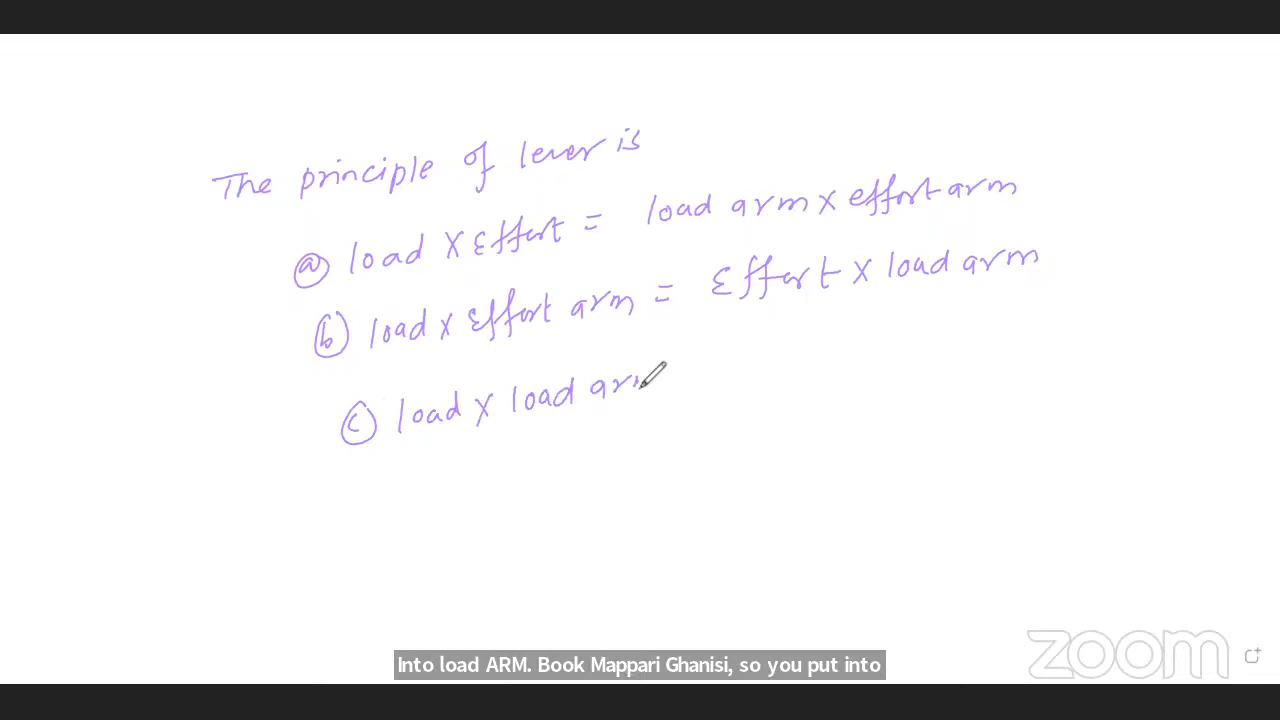 The principle of lever is
(a) load X Effort = load arm X effort arm
(b) load X Effort arm = Effort X load arm
(c) load X load arm
Into load ARM. Book Mappari Ghanisi, so you put into
zoom